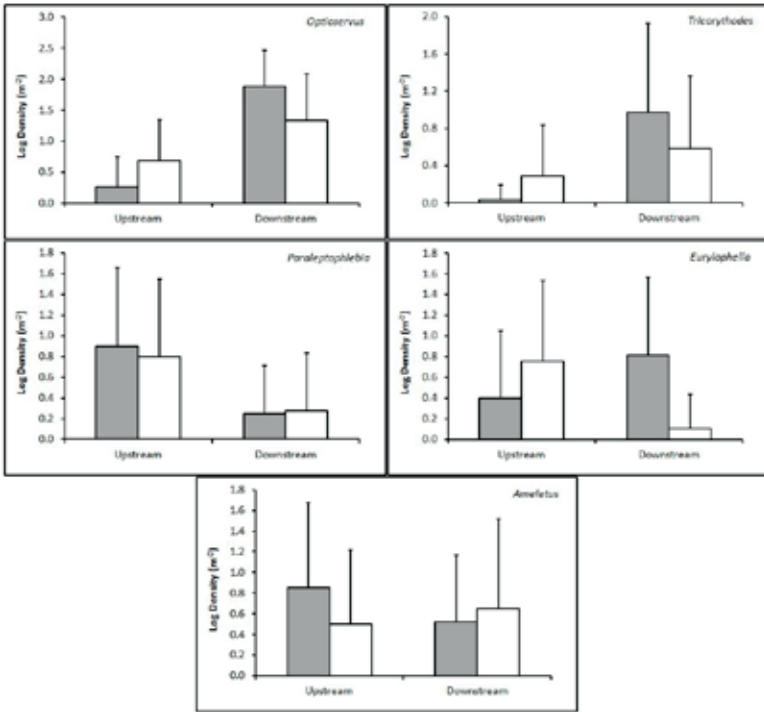 Optioservus
Log Density (m⁻²)
3.0
2.5
2.0
1.5
1.0
0.5
0.0
Upstream Downstream
Tricorythodes
Log Density (m⁻²)
2.0
1.6
1.2
0.8
0.4
0.0
Upstream Downstream
Paraleptophlebia
Log Density (m⁻²)
1.8
1.6
1.4
1.2
1.0
0.8
0.6
0.4
0.2
0.0
Upstream Downstream
Eurylophella
Log Density (m⁻²)
1.8
1.6
1.4
1.2
1.0
0.8
0.6
0.4
0.2
0.0
Upstream Downstream
Ameletus
Log Density (m⁻²)
1.8
1.6
1.4
1.2
1.0
0.8
0.6
0.4
0.2
0.0
Upstream Downstream